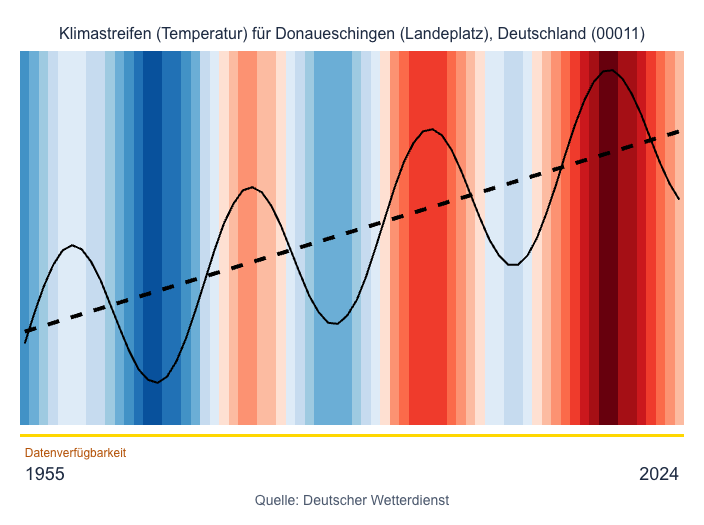 Klimastreifen (Temperatur) für Donaueschingen (Landeplatz), Deutschland (00011)
Datenverfügbarkeit
1955 2024
Quelle: Deutscher Wetterdienst